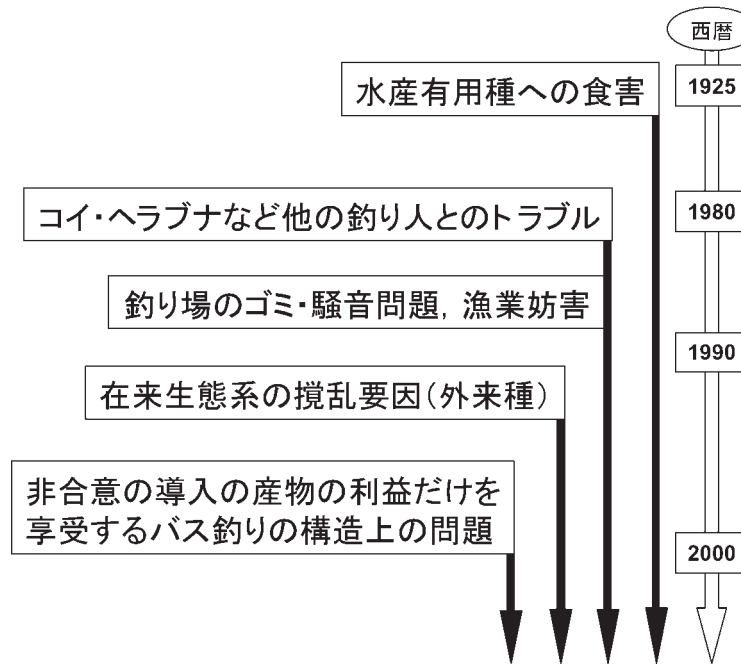 西暦
1925
水産有用種への食害
1980
コイ・ヘラブナなど他の釣り人とのトラブル
釣り場のゴミ・騒音問題，漁業妨害
1990
在来生態系の撹乱要因（外来種）
非合意の導入の産物の利益だけを
享受するバス釣りの構造上の問題
2000